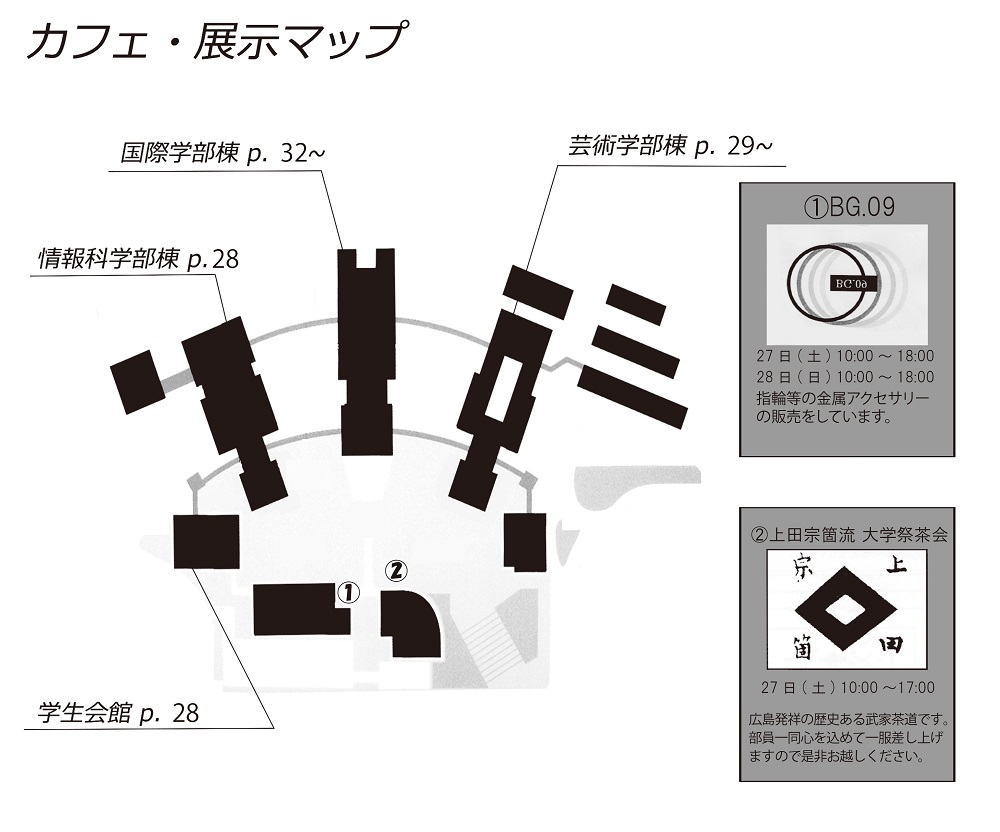 カフェ・展示マップ
国際学部棟 p. 32~
芸術学部棟 p. 29~
情報科学部棟 p.28
学生会館 p. 28
①
②
①BG.09
BG.09
27 日 ( 土 ) 10:00 ～ 18:00
28 日 ( 日 ) 10:00 ～ 18:00
指輪等の金属アクセサリー
の販売をしています。
②上田宗箇流 大学祭茶会
宗 上
箇 田
27 日 ( 土 ) 10:00 ～17:00
広島発祥の歴史ある武家茶道です。
部員一同心を込めて一服差し上げ
ますので是非お越しください。